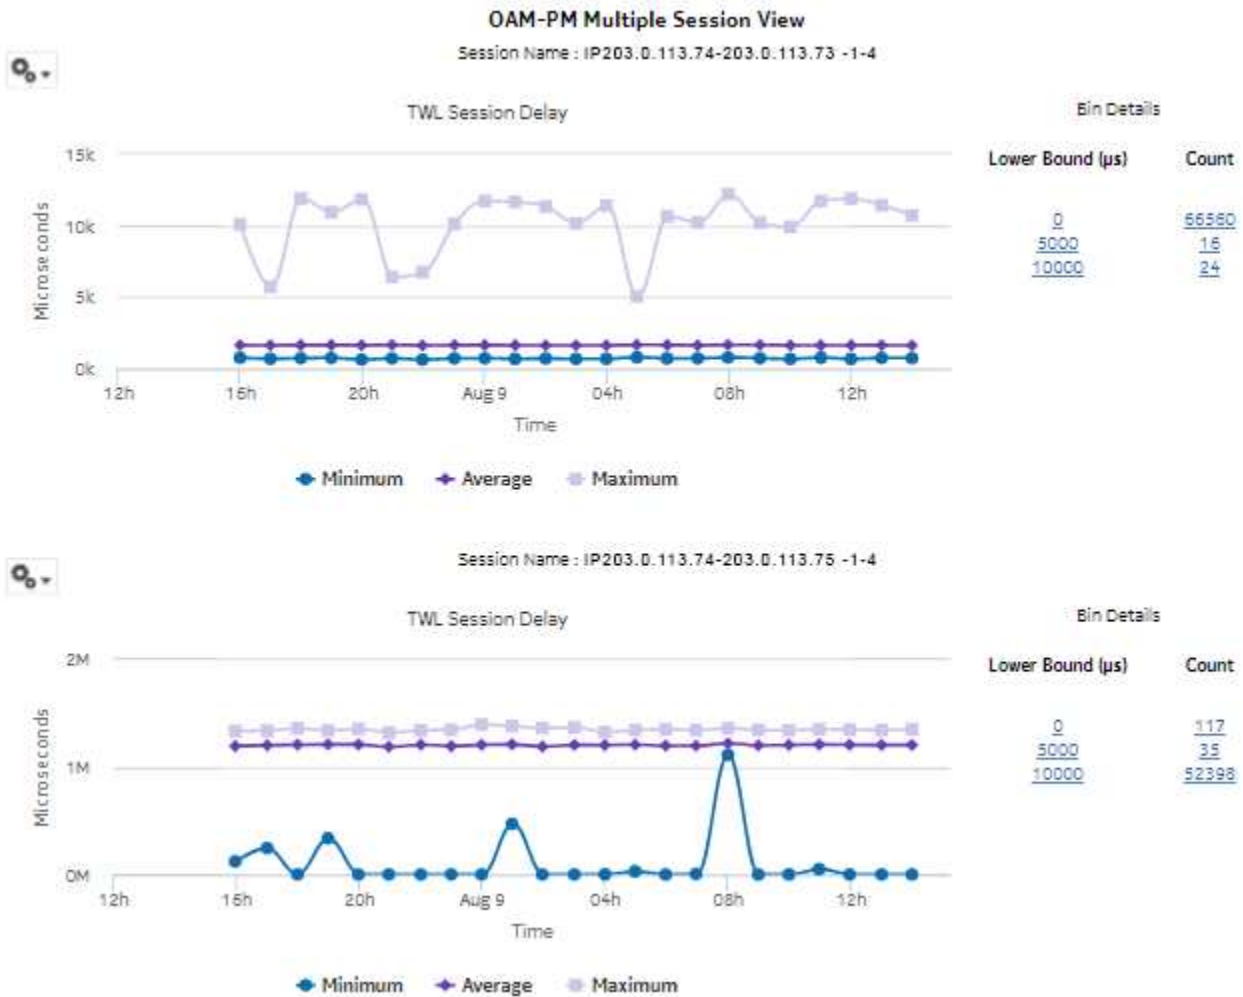 OAM-PM Multiple Session View
Session Name : IP203.0.113.74-203.0.113.73 -1-4
TWL Session Delay
Bin Details
Lower Bound (µs) Count
0 66560
5000 16
10000 24
15k
10k
5k
0k
Microseconds
12h 16h 20h Aug 9 04h 08h 12h
Time
Minimum Average Maximum
Session Name : IP203.0.113.74-203.0.113.75 -1-4
TWL Session Delay
Bin Details
Lower Bound (µs) Count
0 117
5000 35
10000 52398
2M
1M
0M
Microseconds
12h 16h 20h Aug 9 04h 08h 12h
Time
Minimum Average Maximum